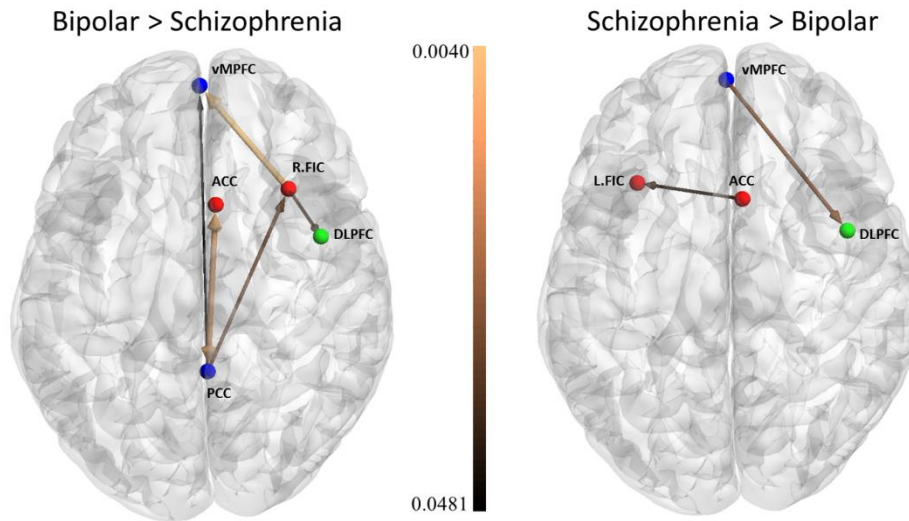 Bipolar > Schizophrenia
vMPFC
R.FIC
ACC
DLPFC
PCC
0.0040
0.0481
Schizophrenia > Bipolar
vMPFC
L.FIC
ACC
DLPFC